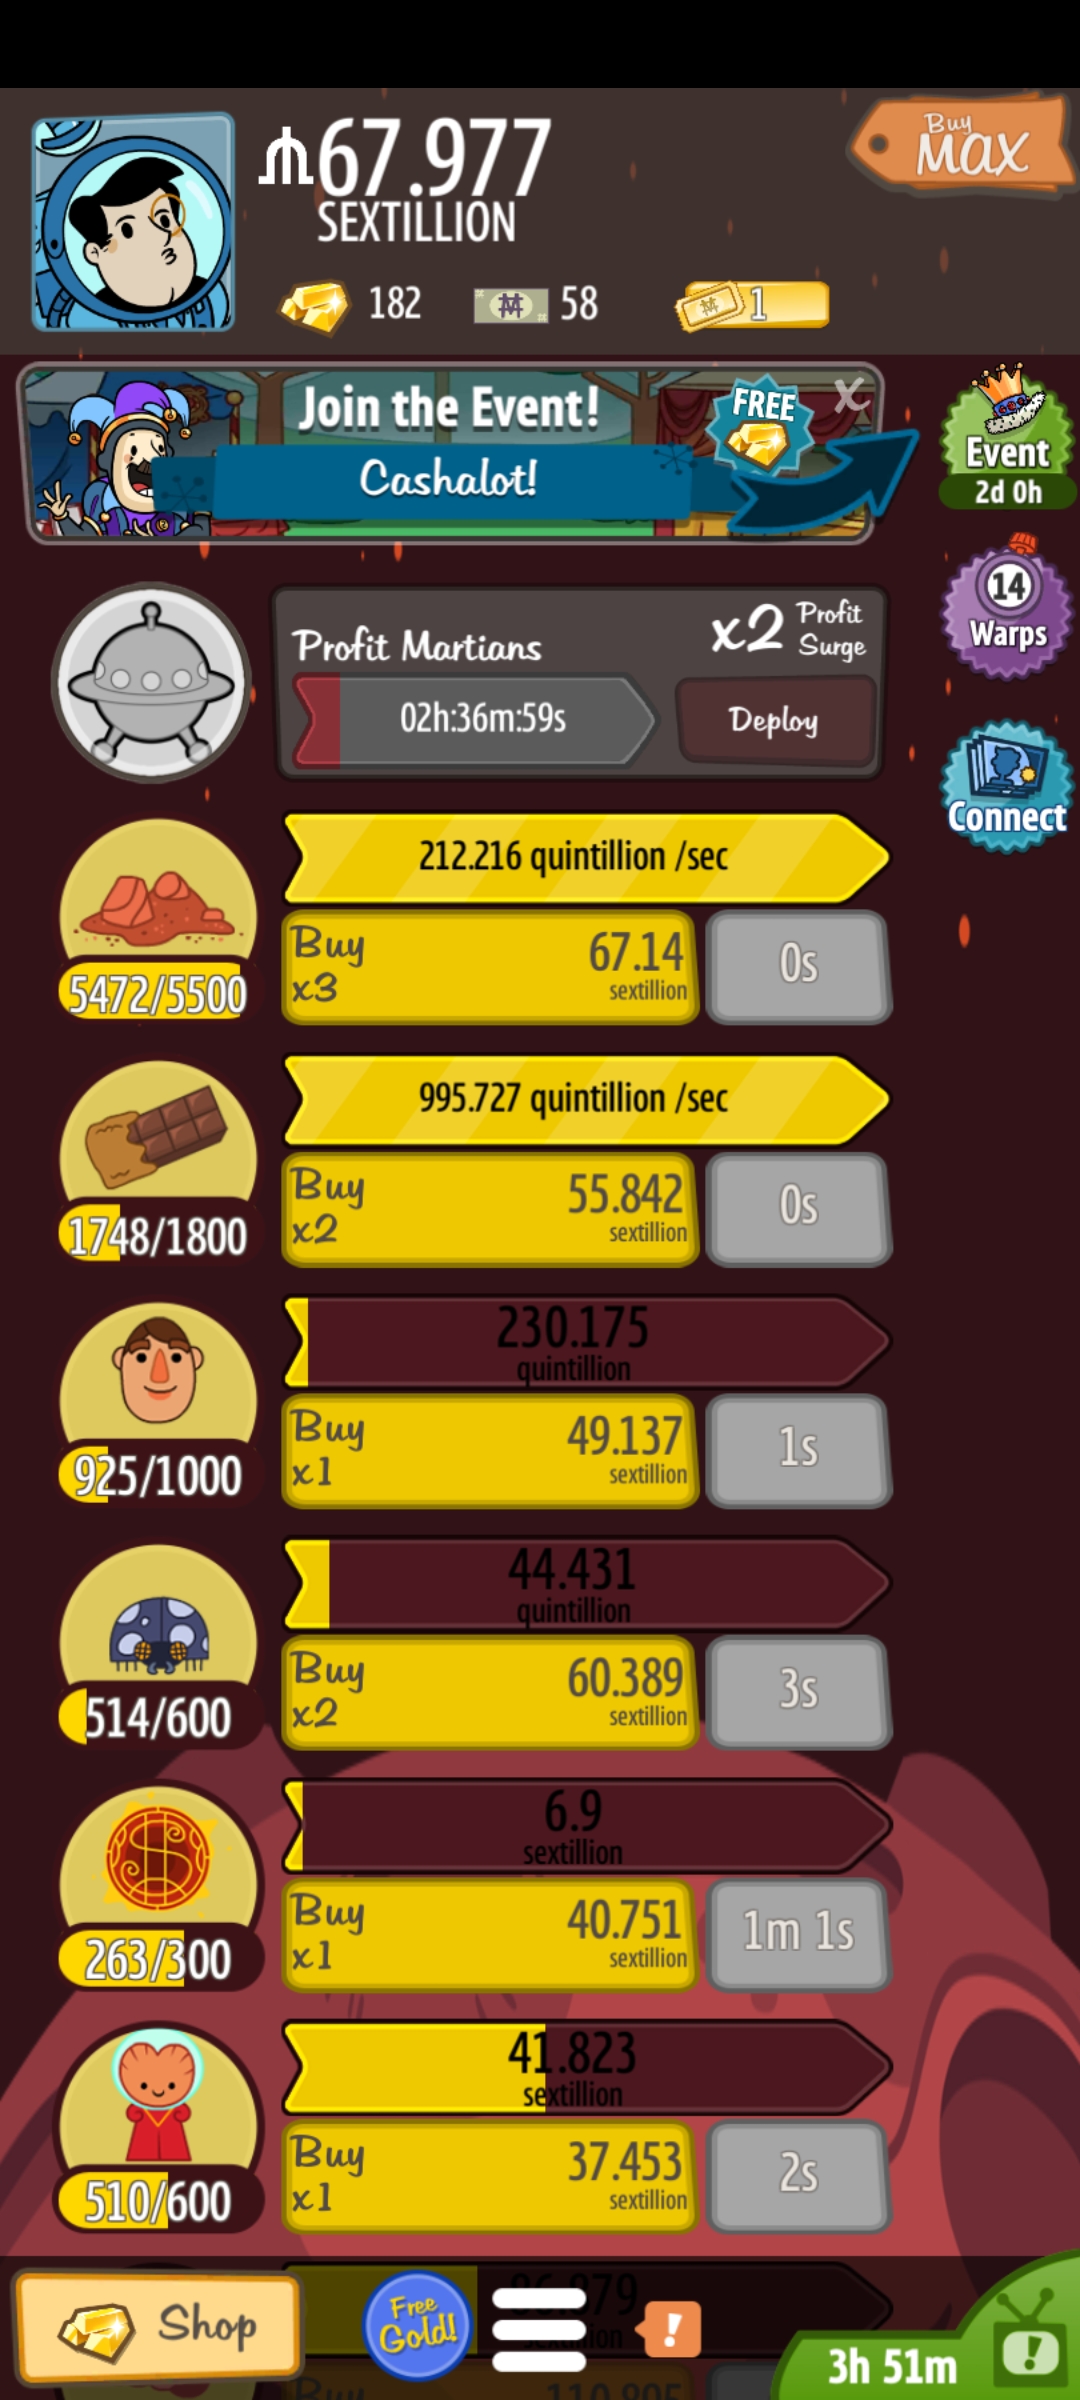 67.977
SEXTILLION
Buy
MAX
182
58
1
Join the Event!
FREE
X
Cashalot!
Event
2d 0h
14
Warps
Connect
Profit Martians
x2 Profit Surge
02h:36m:59s
Deploy
212.216 quintillion /sec
5472/5500
Buy
x3
67.14
sextillion
0s
995.727 quintillion /sec
1748/1800
Buy
x2
55.842
sextillion
0s
230.175
quintillion
925/1000
Buy
x1
49.137
sextillion
1s
44.431
quintillion
514/600
Buy
x2
60.389
sextillion
3s
6.9
sextillion
263/300
Buy
x1
40.751
sextillion
1m 1s
41.823
sextillion
510/600
Buy
x1
37.453
sextillion
2s
Shop
Free
Gold!
!
3h 51m
!
Buy